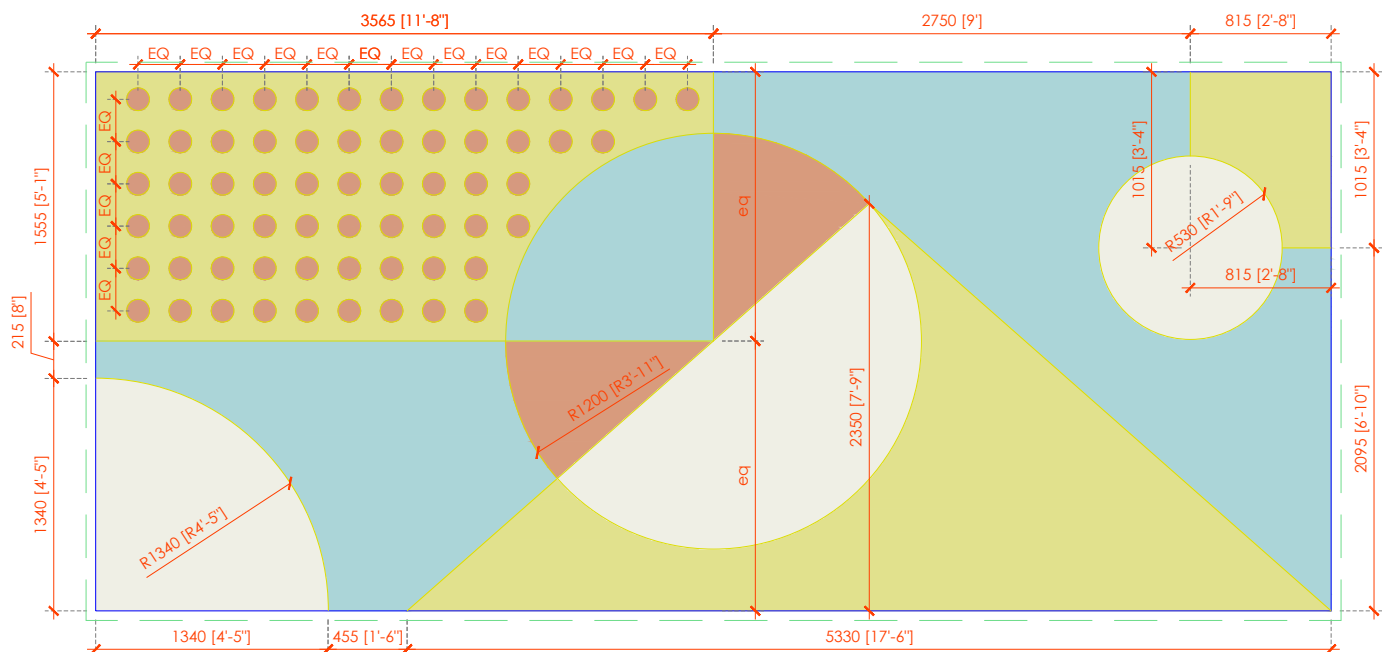 3565 [11'-8"]
2750 [9']
815 [2'-8"]
EQ EQ EQ EQ EQ EQ EQ EQ EQ EQ EQ EQ EQ
EQ
EQ
EQ
EQ
EQ
1555 [5'-1"]
215 [8"]
1340 [4'-5"]
eq
eq
1015 [3'-4"]
1015 [3'-4"]
R530 [R1'-9"]
815 [2'-8"]
R1200 [R3'-11"]
2350 [7'-9"]
2095 [6'-10"]
R1340 [R4'-5"]
1340 [4'-5"]
455 [1'-6"]
5330 [17'-6"]